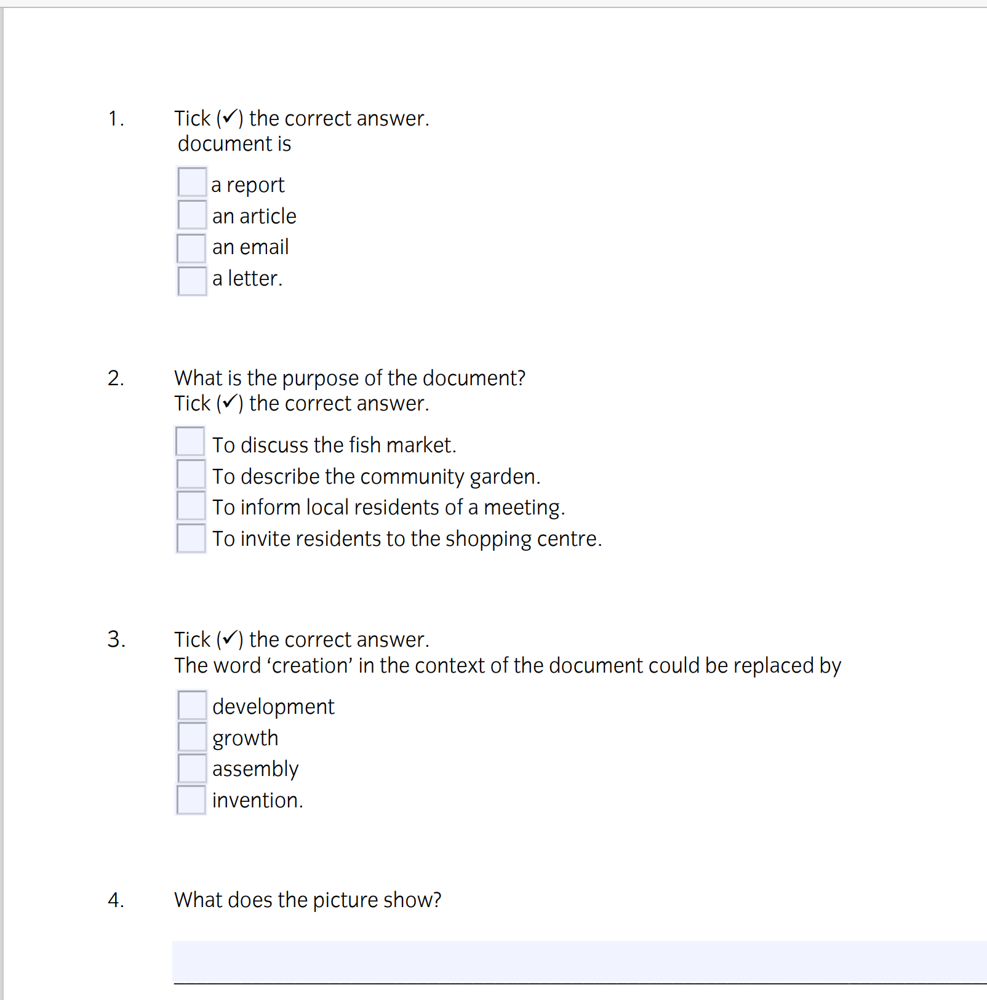 1. Tick (✓) the correct answer.
document is
a report
an article
an email
a letter.
2. What is the purpose of the document?
Tick (✓) the correct answer.
To discuss the fish market.
To describe the community garden.
To inform local residents of a meeting.
To invite residents to the shopping centre.
3. Tick (✓) the correct answer.
The word ‘creation’ in the context of the document could be replaced by
development
growth
assembly
invention.
4. What does the picture show?